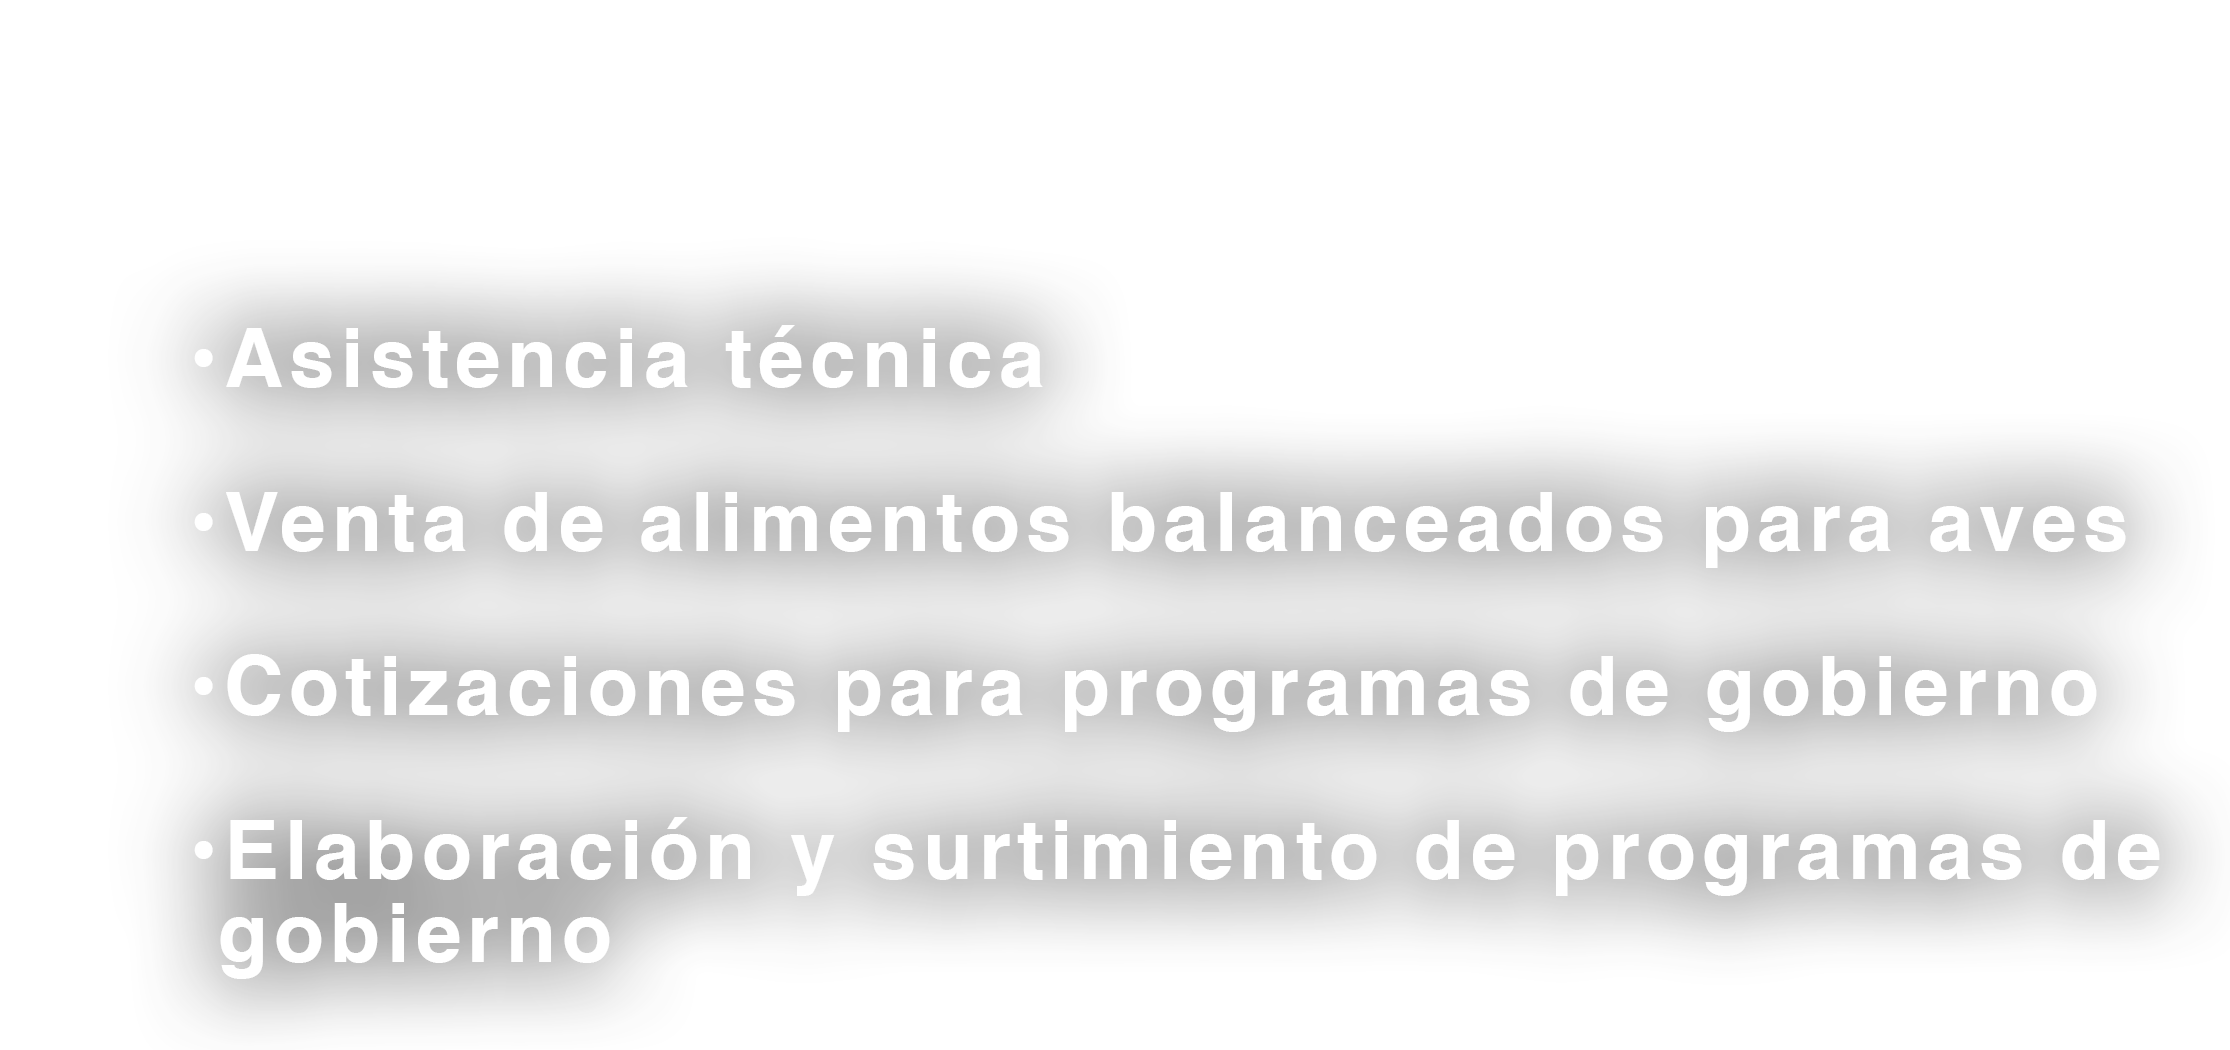 •Asistencia técnica
•Venta de alimentos balanceados para aves
•Cotizaciones para programas de gobierno
•Elaboración y surtimiento de programas de
gobierno